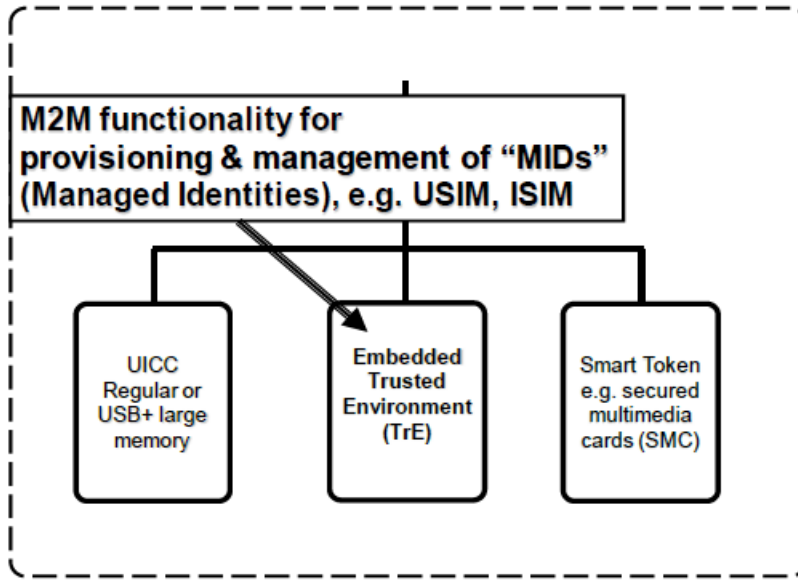 M2M functionality for
provisioning & management of “MIDs”
(Managed Identities), e.g. USIM, ISIM
UICC
Regular or
USB+ large
memory
Embedded
Trusted
Environment
(TrE)
Smart Token
e.g. secured
multimedia
cards (SMC)